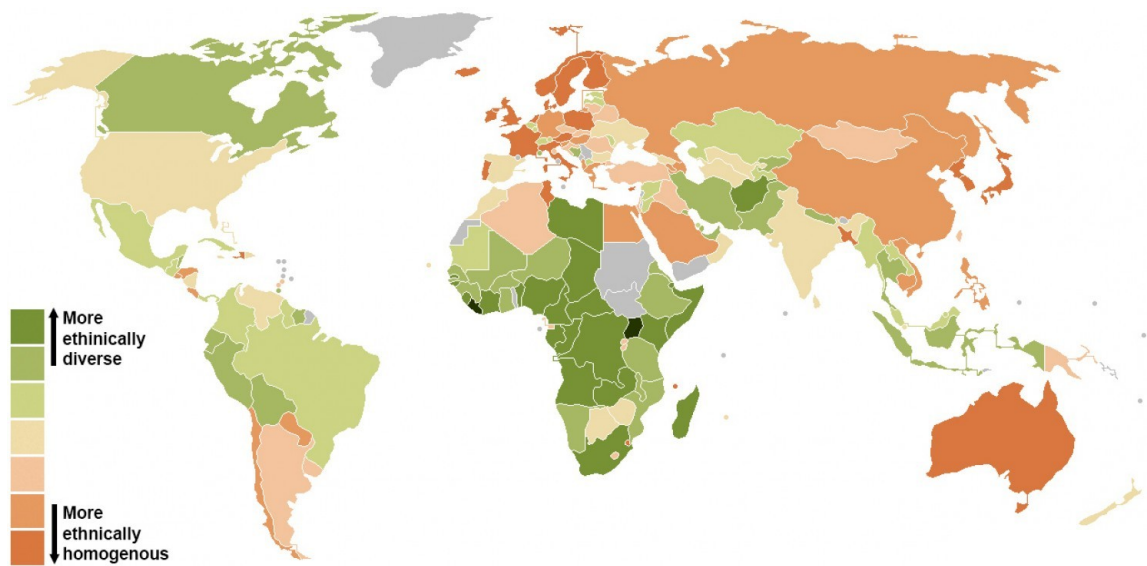 More
ethinically
diverse
More
ethnically
homogenous